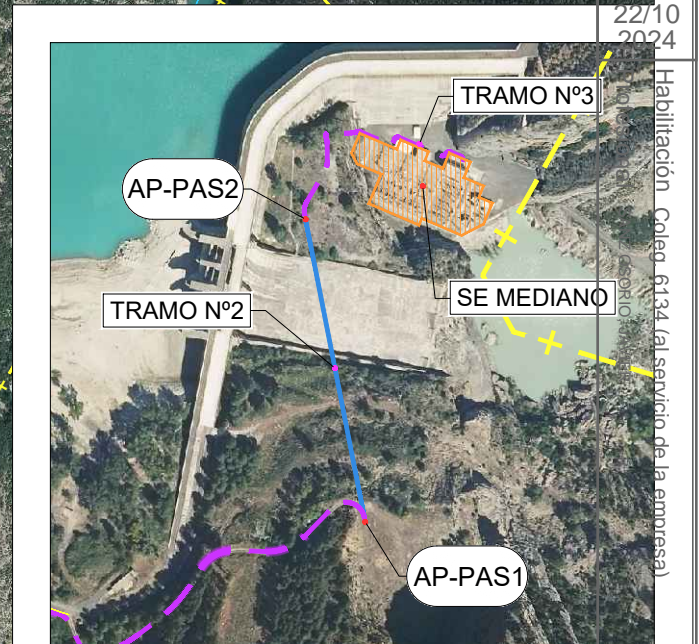 22/10
2024
TRAMO Nº3
AP-PAS2
TRAMO Nº2
SE MEDIANO
AP-PAS1
Habilitación Coleg. 6134 (al servicio de la empresa)